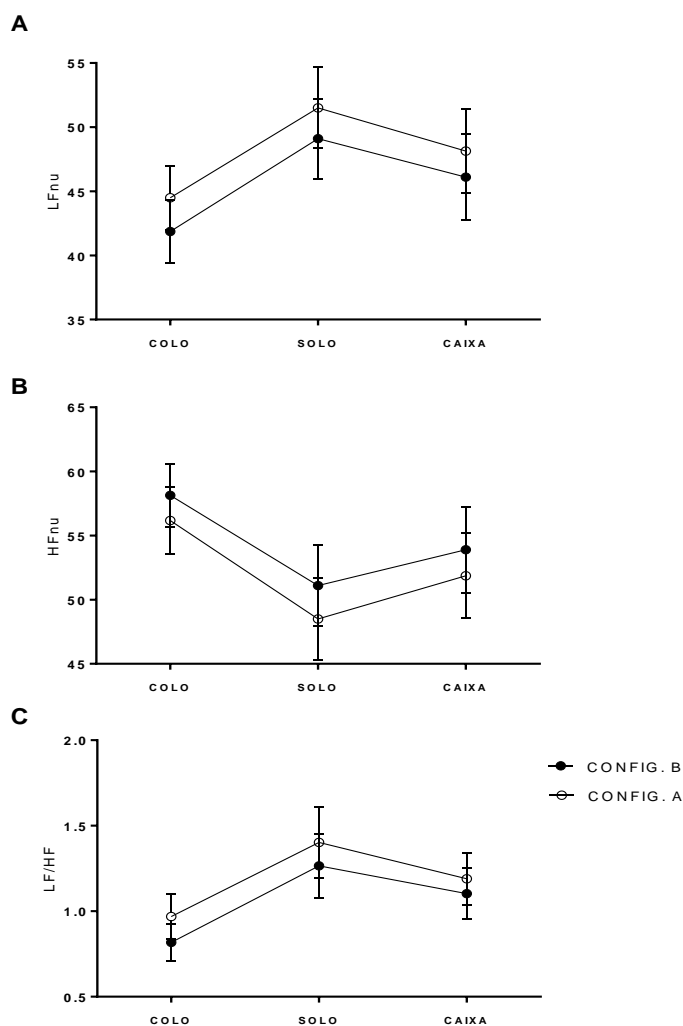 A
55
50
45
40
35
LFnu
COLO SOLO CAIXA
B
65
60
55
50
45
HFnu
COLO SOLO CAIXA
C
2.0
1.5
1.0
0.5
LF/HF
COLO SOLO CAIXA
CONFIG. B
CONFIG. A